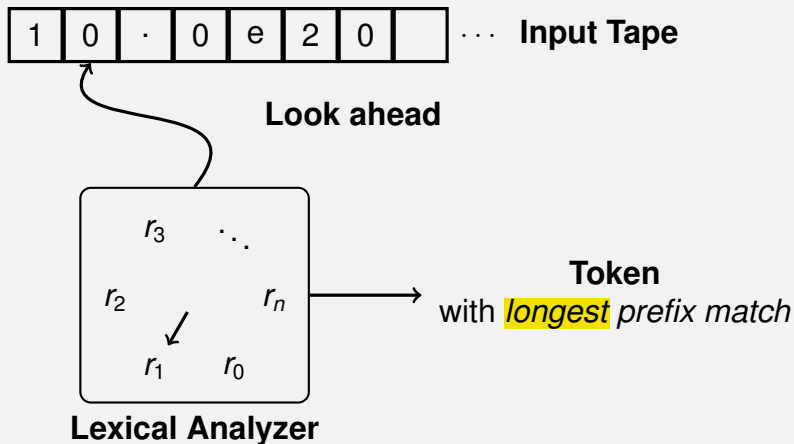 1 0 · 0 e 2 0 ··· Input Tape
Look ahead
r3 ⋱
r2 rn
r1 r0
Token
with longest prefix match
Lexical Analyzer